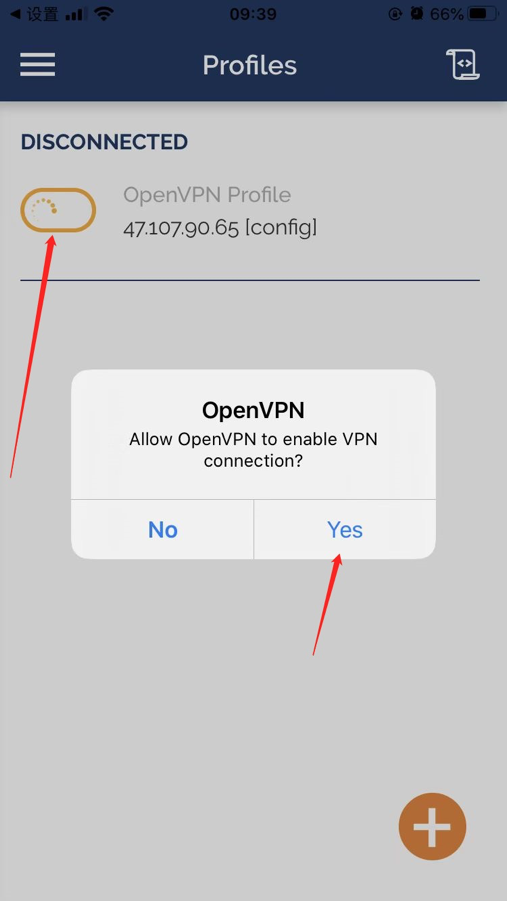 设置
09:39
66%
Profiles
DISCONNECTED
OpenVPN Profile
47.107.90.65 [config]
OpenVPN
Allow OpenVPN to enable VPN
connection?
No
Yes